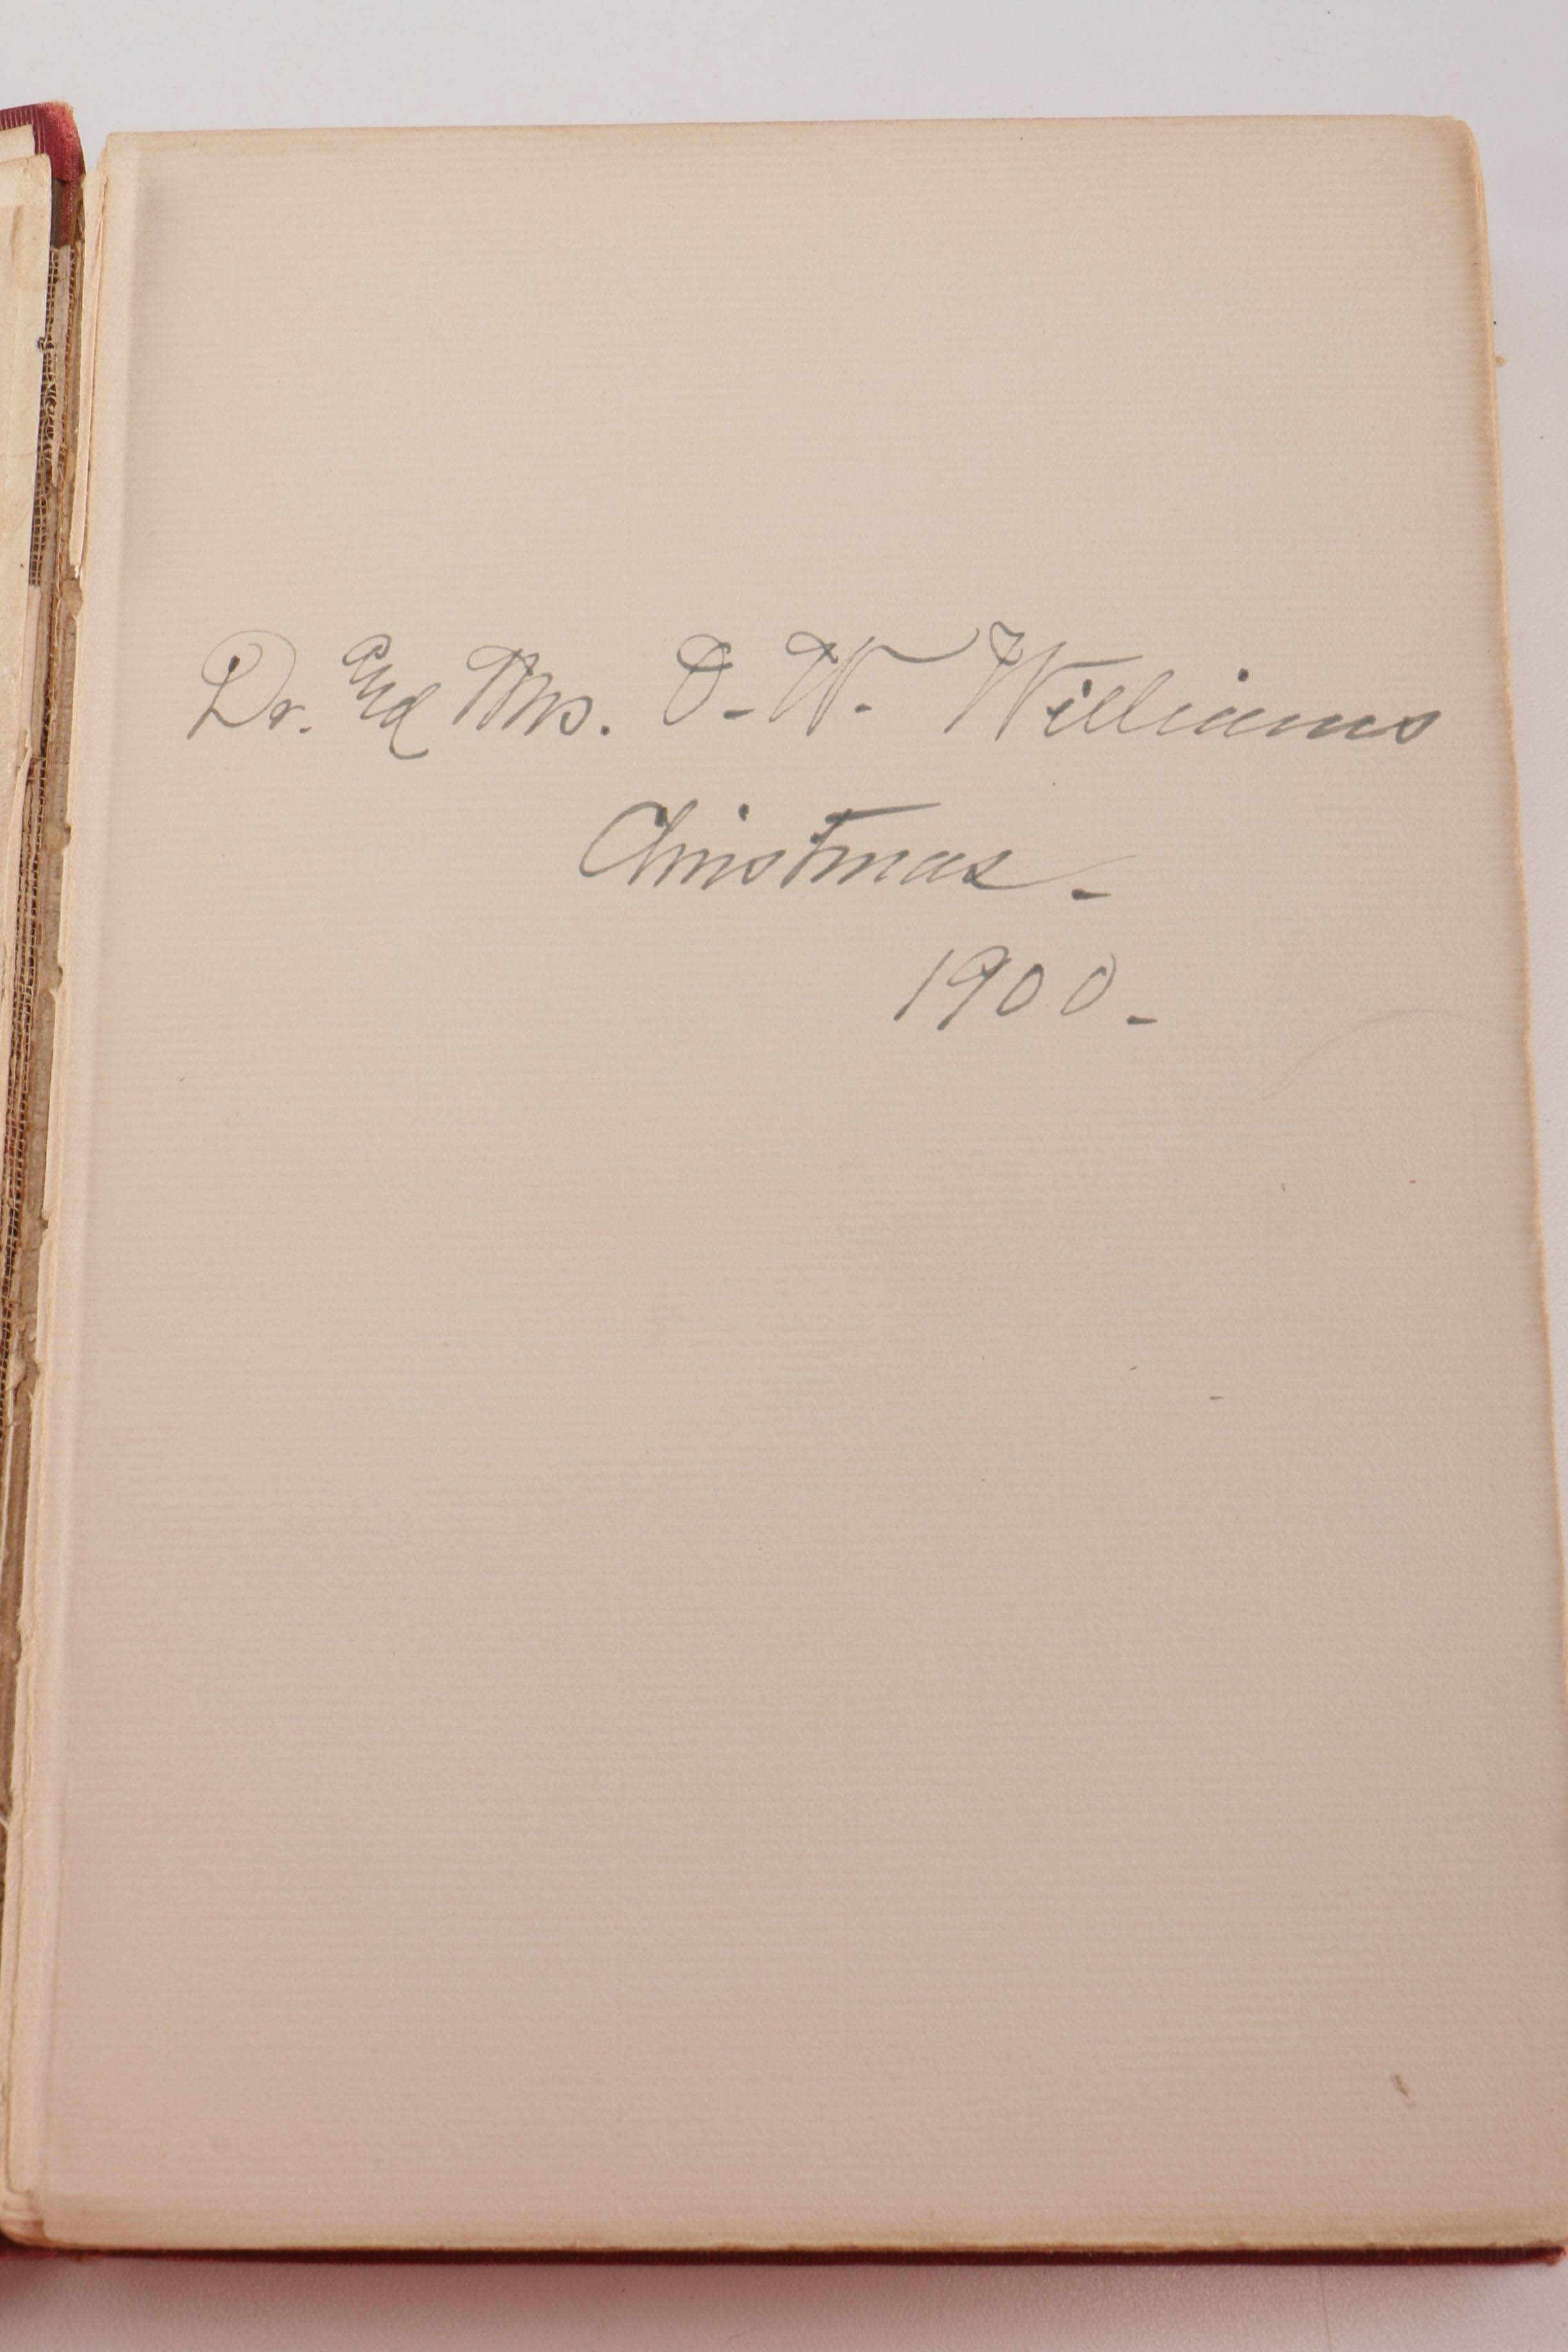 Dr. and Mrs. O. W. Williams
Christmas.
1900.